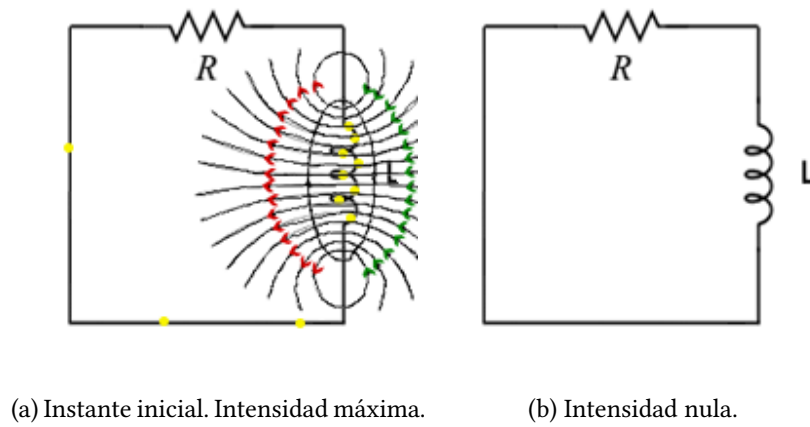 R
L
R
L
(a) Instante inicial. Intensidad máxima.
(b) Intensidad nula.